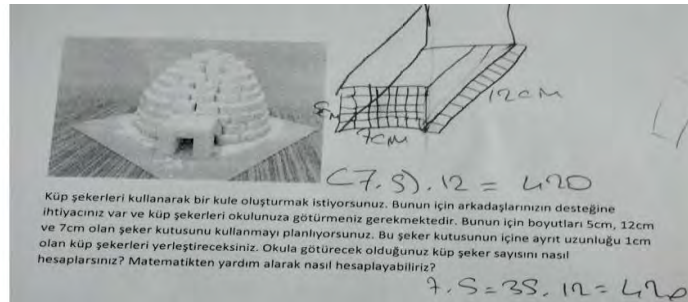 5cm
7cm
12cm
(7.5).12 = 420
Küp şekerleri kullanarak bir kule oluşturmak istiyorsunuz. Bunun için arkadaşlarınızın desteğine
ihtiyacınız var ve küp şekerleri okulunuza götürmeniz gerekmektedir. Bunun için boyutları 5cm, 12cm
ve 7cm olan şeker kutusunu kullanmayı planlıyorsunuz. Bu şeker kutusunun içine ayrıt uzunluğu 1cm
olan küp şekerleri yerleştireceksiniz. Okula götürecek olduğunuz küp şeker sayısını nasıl
hesaplarsınız? Matematikten yardım alarak nasıl hesaplayabiliriz?
7.5=35.12=420